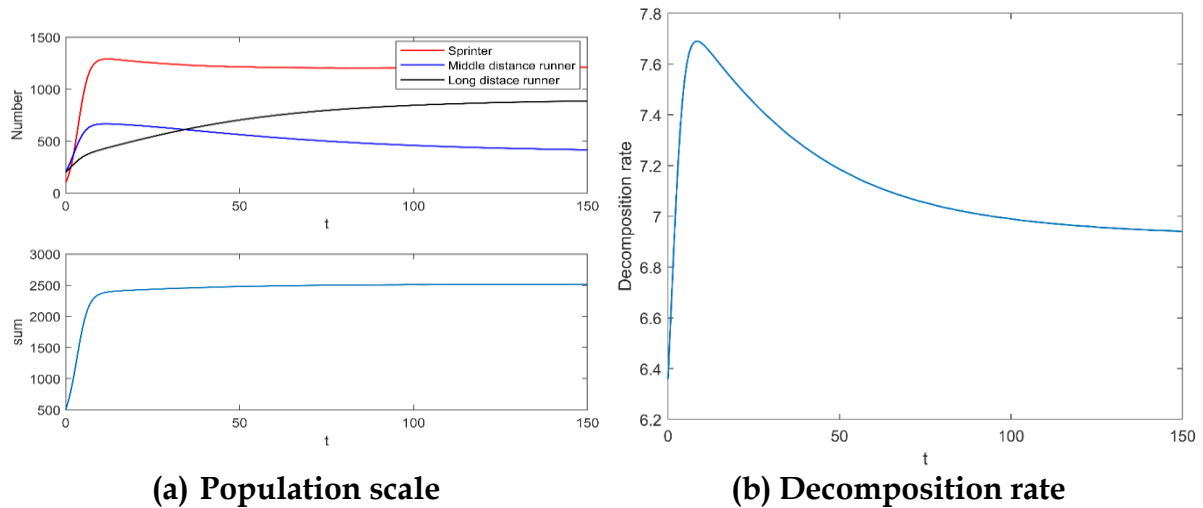 1500
1000
500
0
Number
Sprinter
Middle distance runner
Long distace runner
0
50
100
150
t
3000
2500
2000
1500
1000
500
sum
0
50
100
150
t
(a) Population scale
7.8
7.6
7.4
7.2
7
6.8
6.6
6.4
6.2
Decomposition rate
0
50
100
150
t
(b) Decomposition rate